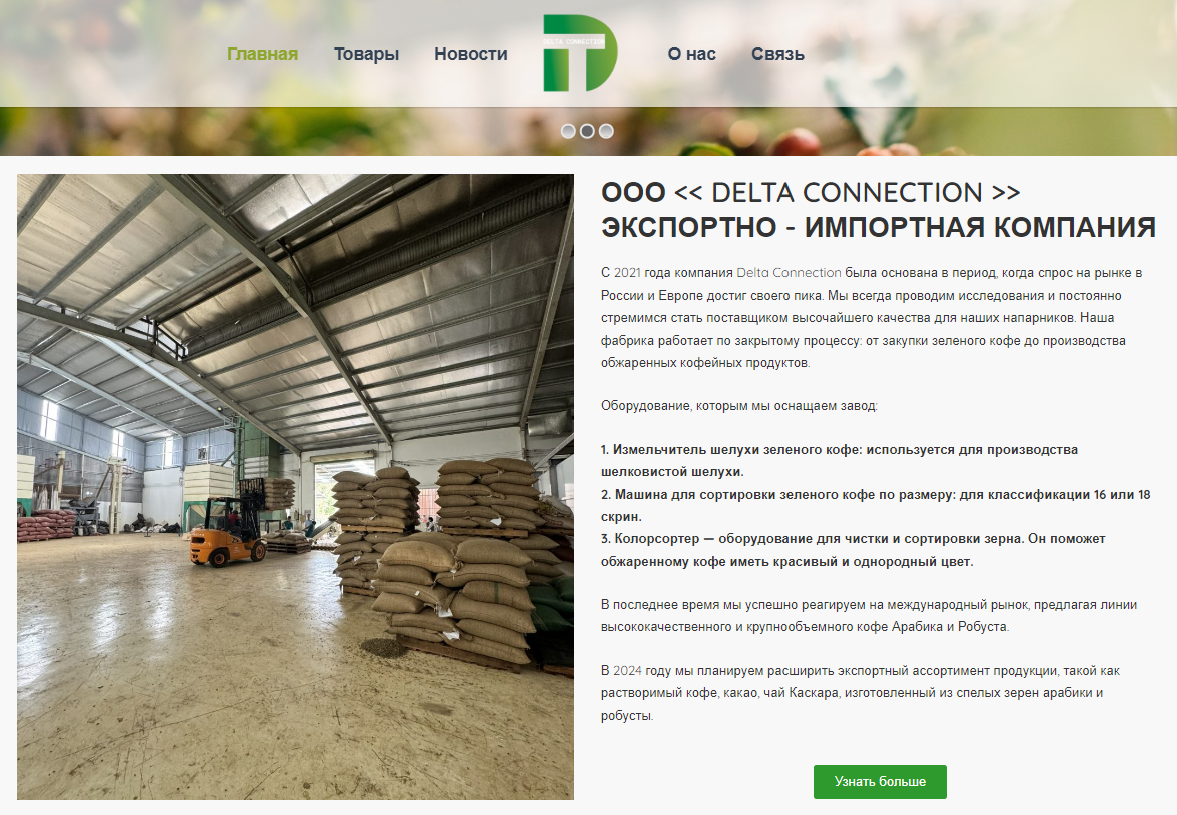 Главная
Товары
Новости
DELTA CONNECTION
О нас
Связь
ООО << DELTA CONNECTION >>
ЭКСПОРТНО - ИМПОРТНАЯ КОМПАНИЯ
С 2021 года компания Delta Connection была основана в период, когда спрос на рынке в
России и Европе достиг своего пика. Мы всегда проводим исследования и постоянно
стремимся стать поставщиком высочайшего качества для наших напарников. Наша
фабрика работает по закрытому процессу: от закупки зеленого кофе до производства
обжаренных кофейных продуктов.
Оборудование, которым мы оснащаем завод:
1. Измельчитель шелухи зеленого кофе: используется для производства
шелковистой шелухи.
2. Машина для сортировки зеленого кофе по размеру: для классификации 16 или 18
скрин.
3. Колорсортер — оборудование для чистки и сортировки зерна. Он поможет
обжаренному кофе иметь красивый и однородный цвет.
В последнее время мы успешно реагируем на международный рынок, предлагая линии
высококачественного и крупнообъемного кофе Арабика и Робуста.
В 2024 году мы планируем расширить экспортный ассортимент продукции, такой как
растворимый кофе, какао, чай Каскара, изготовленный из спелых зерен арабики и
робусты.
Узнать больше